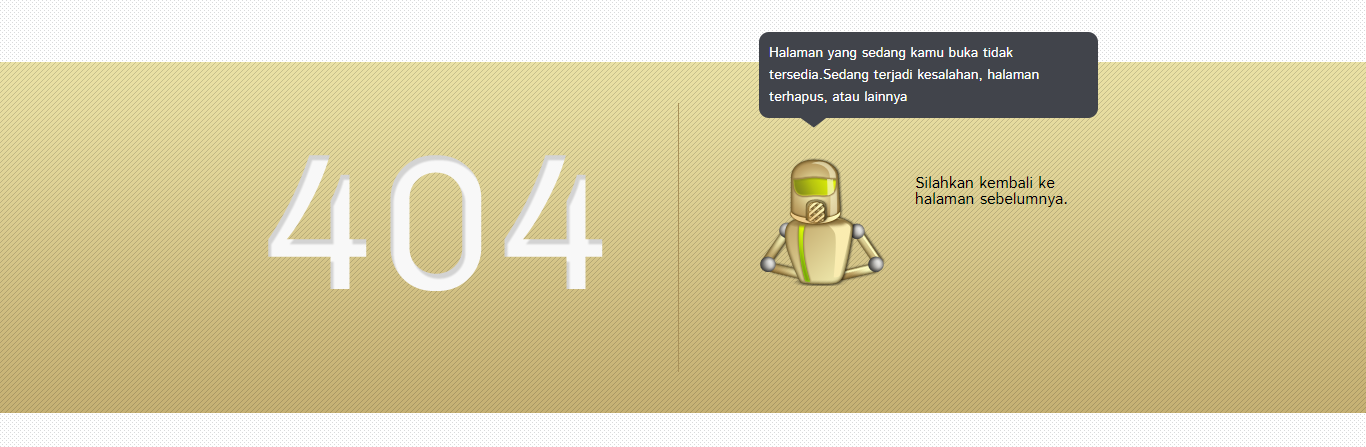 404
Halaman yang sedang kamu buka tidak
tersedia.Sedang terjadi kesalahan, halaman
terhapus, atau lainnya
Silahkan kembali ke
halaman sebelumnya.